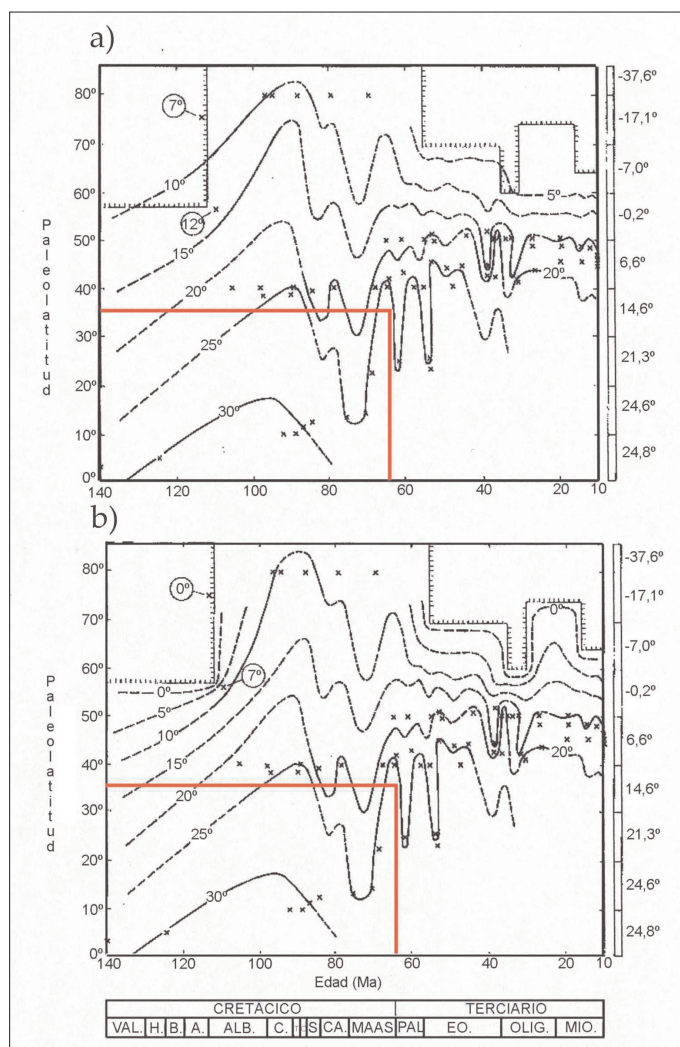 a)
80º
70º
60º
50º
40º
30º
20º
10º
0
Paleolatitud
7º
12º
10º
15º
20º
25º
30º
5º
20º
-37,6º
-17,1º
-7,0º
-0,2º
6,6º
14,6º
21,3º
24,6º
24,8º
140 120 100 80 60 40 20 10
b)
80º
70º
60º
50º
40º
30º
20º
10º
0º
Paleolatitud
0º
7º
0º
5º
10º
15º
20º
25º
30º
0º
20º
-37,6º
-17,1º
-7,0º
-0,2º
6,6º
14,6º
21,3º
24,6º
24,8º
140 120 100 80 60 40 20 10
Edad (Ma)
CRETACICO TERCIARIO
VAL. H. B. A. ALB. C. S CA. MAAS PAL EO. OLIG. MIO.